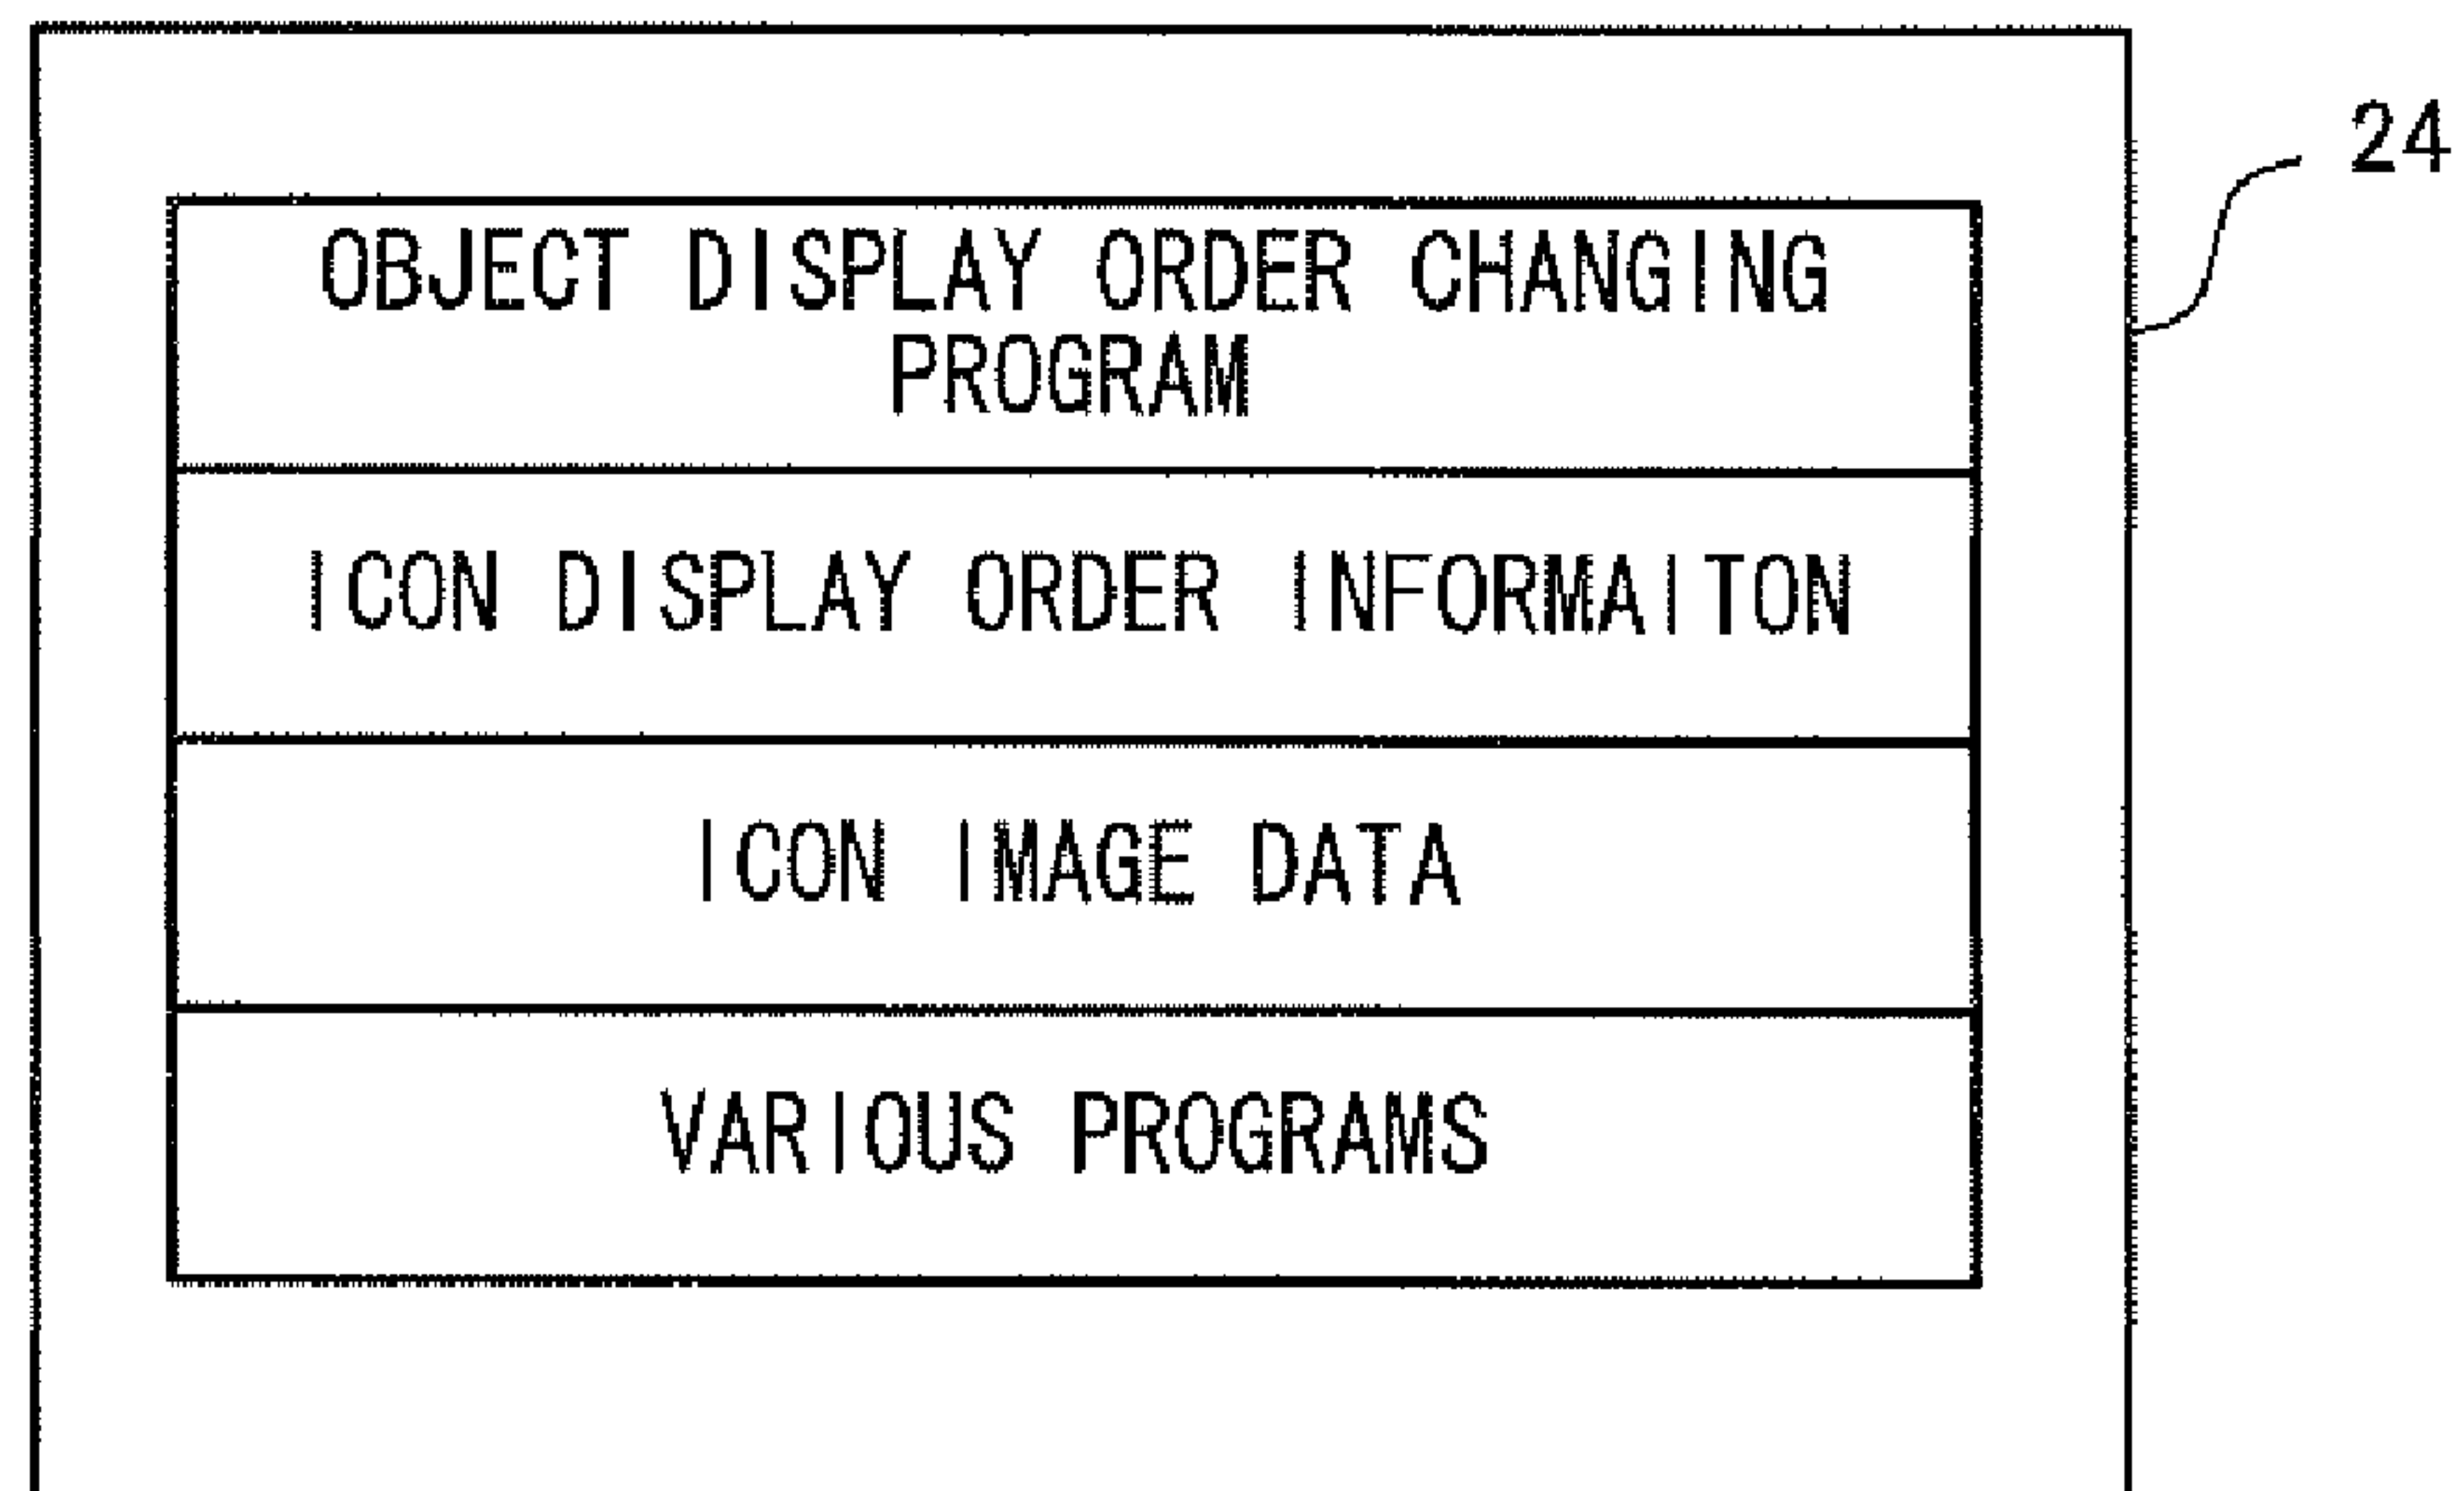 24
OBJECT DISPLAY ORDER CHANGING
PROGRAM
ICON DISPLAY ORDER INFORMAITON
ICON IMAGE DATA
VARIOUS PROGRAMS